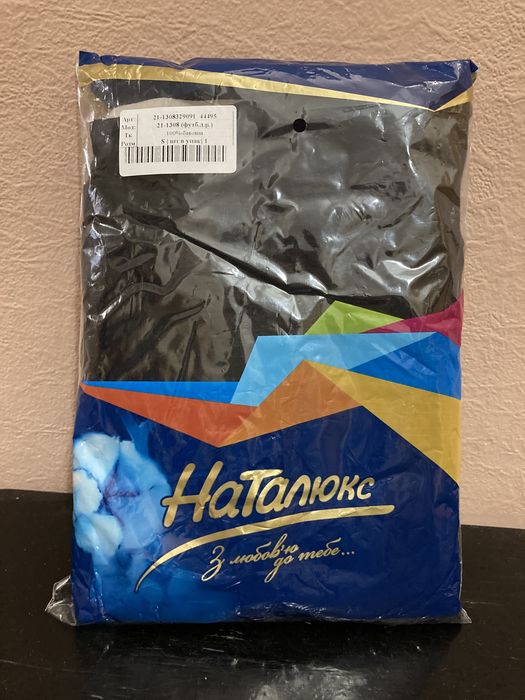 Арт: 21-1308329091 44495
Мод: 21-1308 (футб.д.р.)
Тк 100%-бавовна
Розм S | шт в упак| 1
Наталюкс
З любов'ю
до тебе...